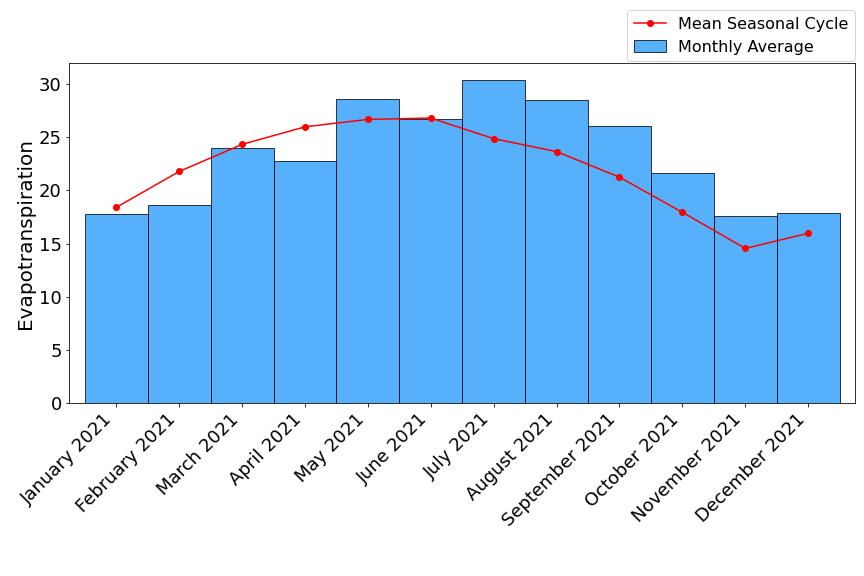 Mean Seasonal Cycle
Monthly Average
Evapotranspiration
30
25
20
15
10
5
0
January 2021
February 2021
March 2021
April 2021
May 2021
June 2021
July 2021
August 2021
September 2021
October 2021
November 2021
December 2021